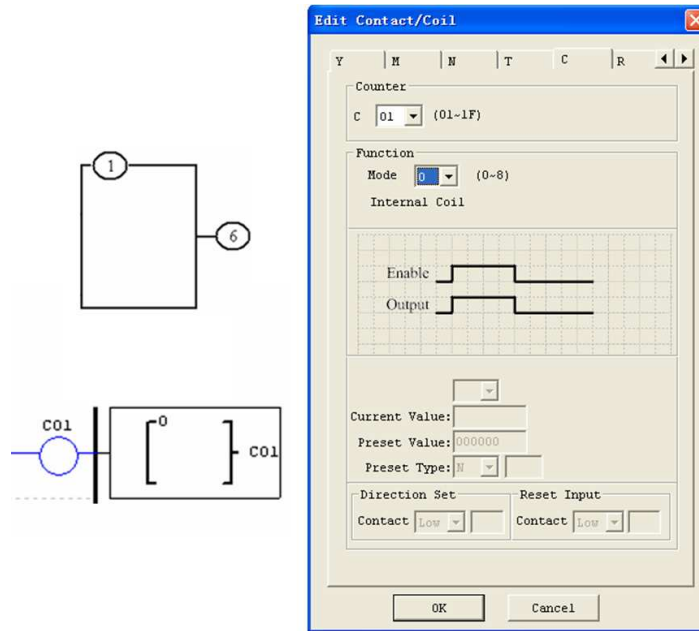 1
6
C01
0
C01
Edit Contact/Coil
Y M N T C R
Counter
C 01 (01~1F)
Function
Mode 0 (0~8)
Internal Coil
Enable
Output
Current Value:
Preset Value: 000000
Preset Type: N
Direction Set
Contact Low
Reset Input
Contact Low
OK Cancel